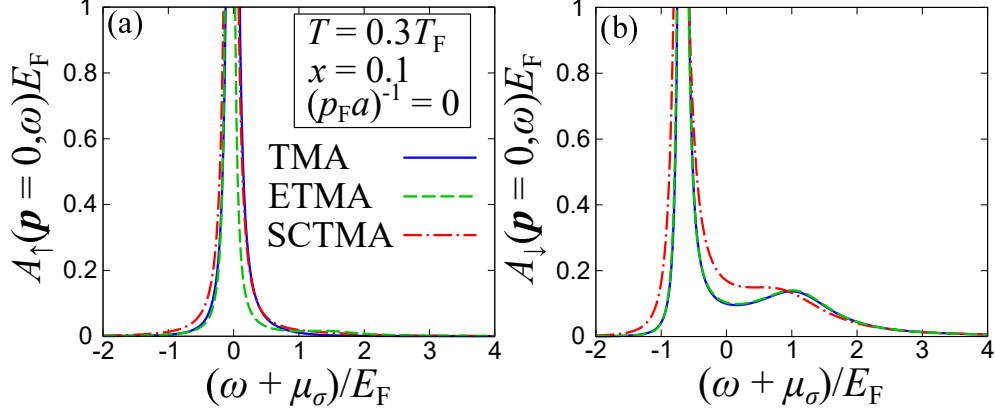 (a)
T = 0.3T_F
x = 0.1
(p_F a)^-1 = 0
TMA
ETMA
SCTMA
A_↑(p = 0,ω)E_F
1
0.8
0.6
0.4
0.2
0
-2 -1 0 1 2 3 4
(ω + μ_σ)/E_F
(b)
A_↓(p = 0,ω)E_F
1
0.8
0.6
0.4
0.2
0
-2 -1 0 1 2 3 4
(ω + μ_σ)/E_F